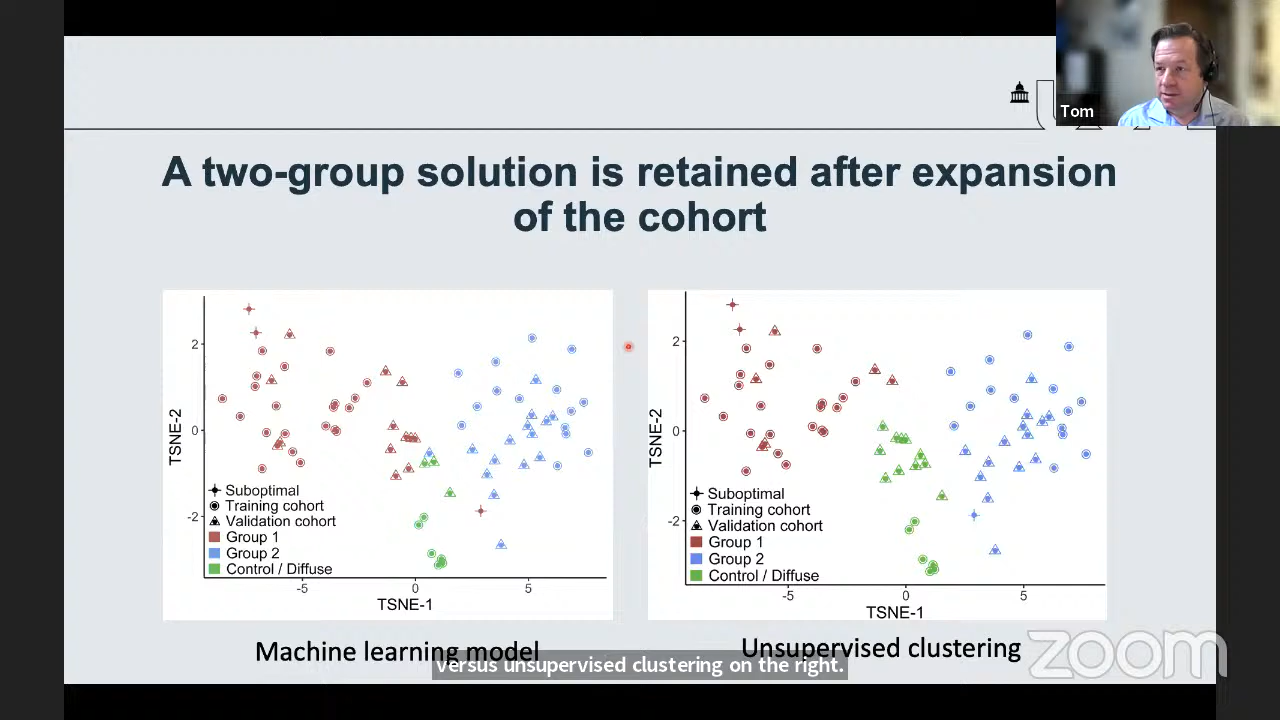 Tom
A two-group solution is retained after expansion
of the cohort
TSNE-2
2
0
-2
Suboptimal
Training cohort
Validation cohort
Group 1
Group 2
Control / Diffuse
-5
0
5
TSNE-1
TSNE-2
2
0
-2
Suboptimal
Training cohort
Validation cohort
Group 1
Group 2
Control / Diffuse
-5
0
5
TSNE-1
Machine learning model
Unsupervised clustering
versus unsupervised clustering on the right.
zoom